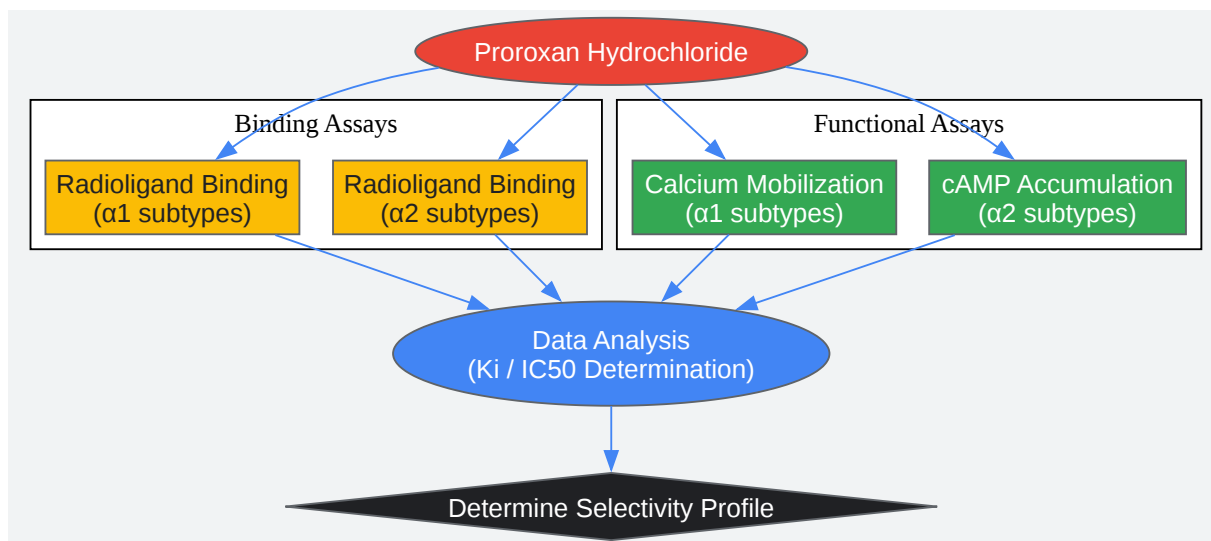 Proroxan Hydrochloride
Binding Assays
Functional Assays
Radioligand Binding
(α1 subtypes)
Radioligand Binding
(α2 subtypes)
Calcium Mobilization
(α1 subtypes)
cAMP Accumulation
(α2 subtypes)
Data Analysis
(Ki / IC50 Determination)
Determine Selectivity Profile